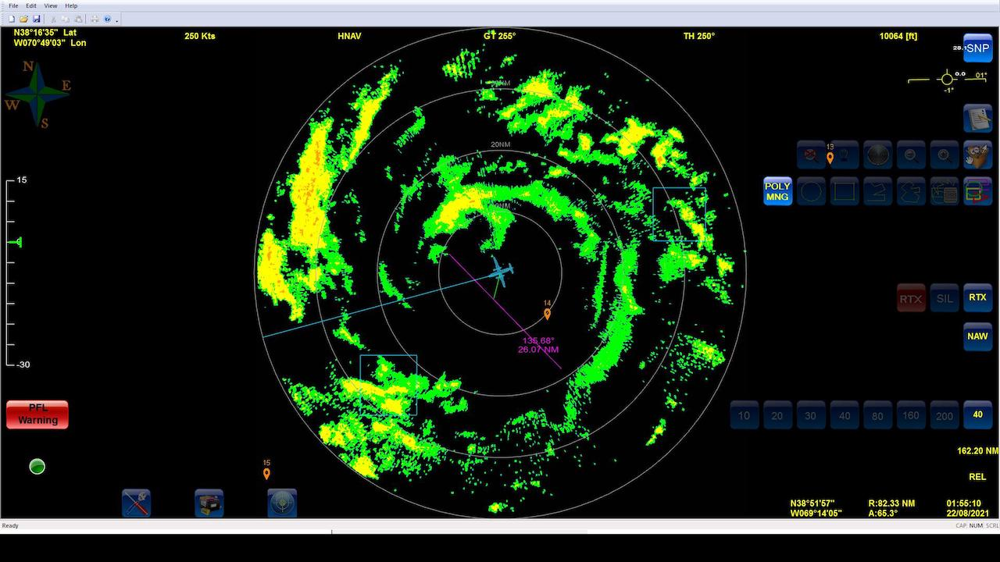 File Edit View Help
N38°16'35" Lat
W070°49'03" Lon
250 Kts
HNAV
GT 255°
TH 250°
10064 [ft]
SNP
0.0
01°
-1°
N
E
W
S
13
20NM
15
POLY
MNG
-30
14
135.68°
26.07 NM
RTX
SIL
RTX
NAW
PFL
Warning
10
20
30
40
80
160
200
40
162.20 NM
REL
15
N38°51'57"
W069°14'05"
R:82.33 NM
A:65.3°
01:55:10
22/08/2021
Ready
CAP NUM SCRL